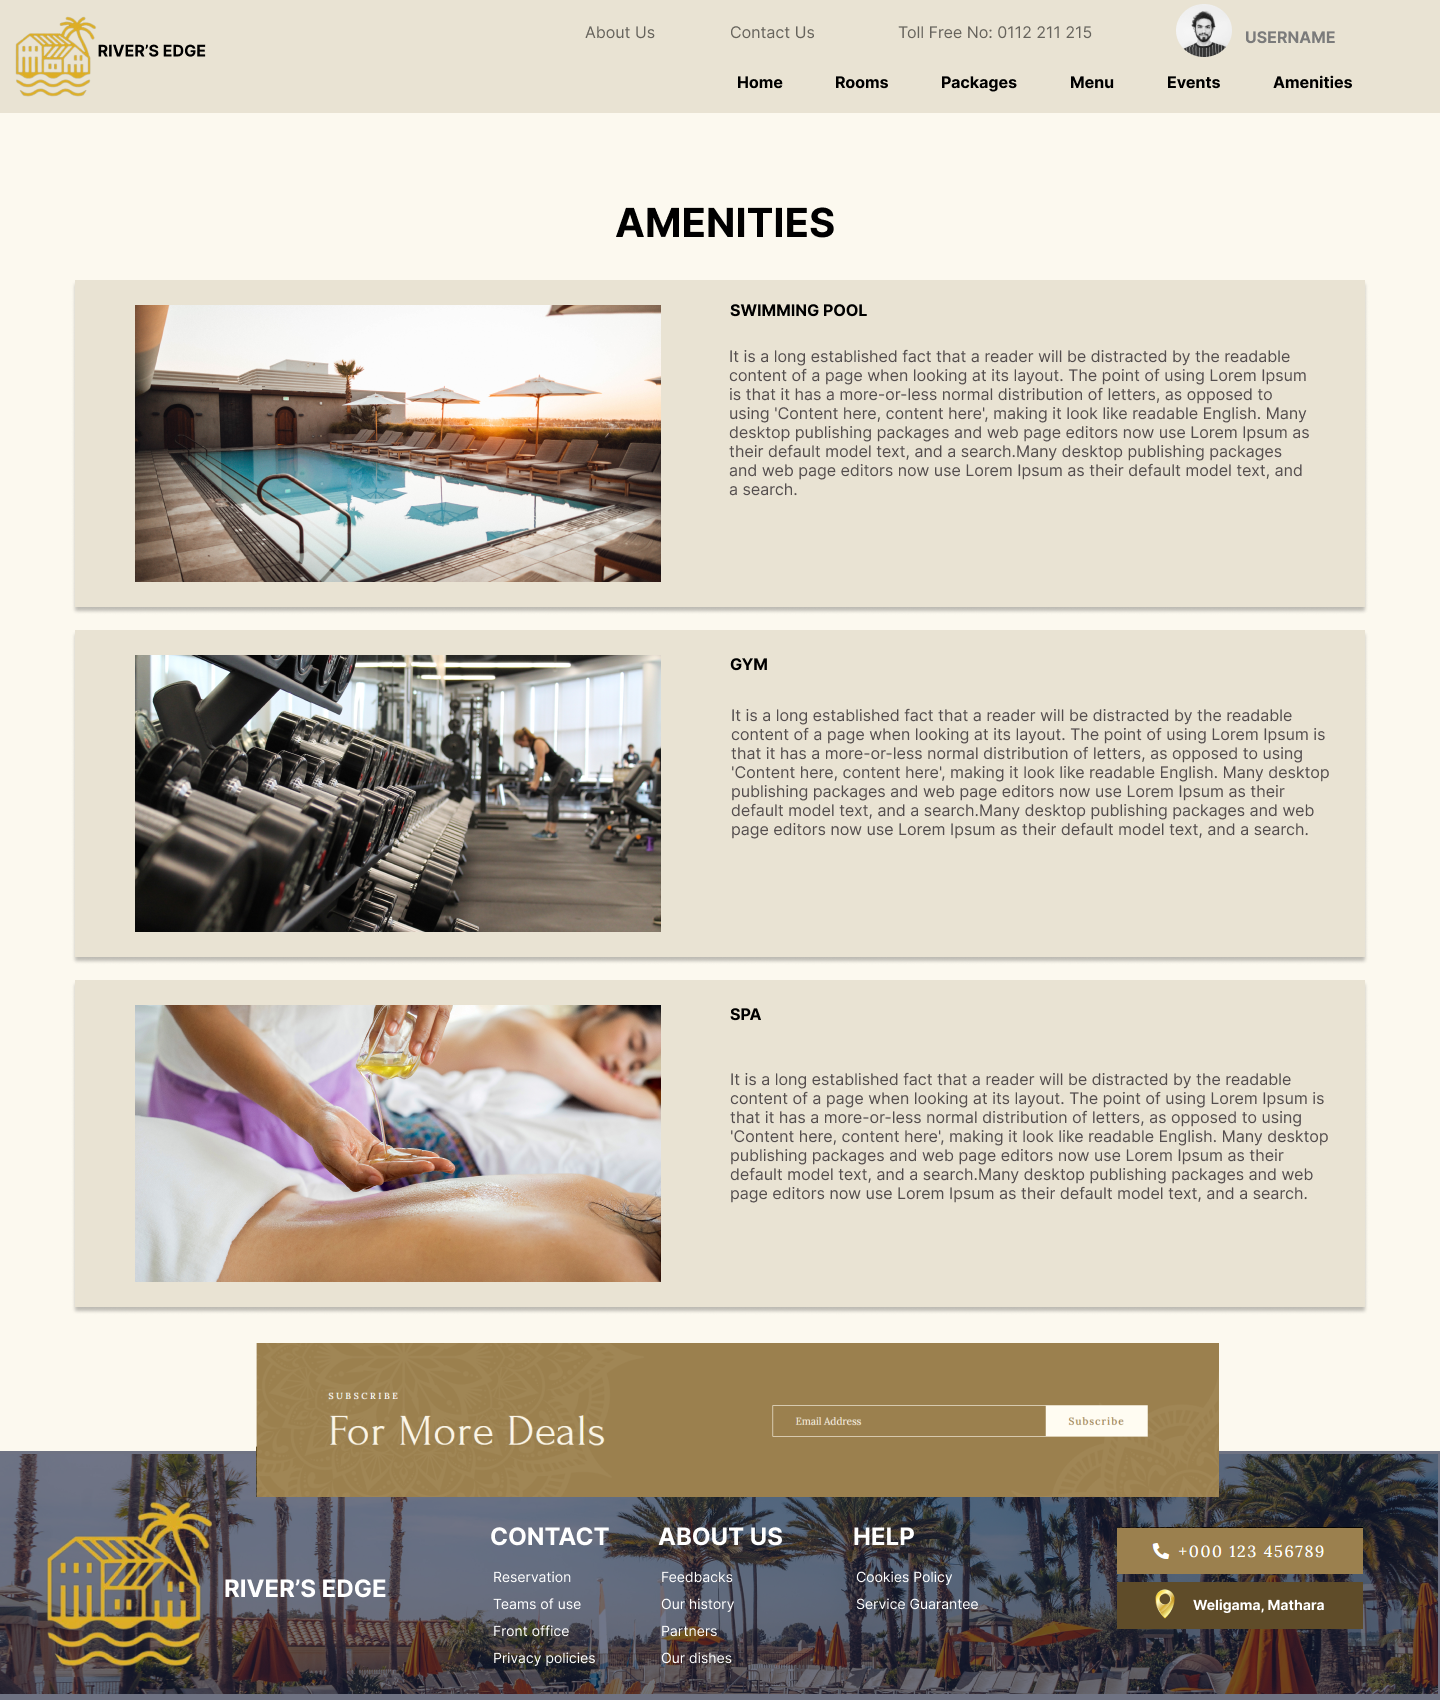 RIVER’S EDGE
About Us
Contact Us
Toll Free No: 0112 211 215
USERNAME
Home
Rooms
Packages
Menu
Events
Amenities
AMENITIES
SWIMMING POOL
It is a long established fact that a reader will be distracted by the readable
content of a page when looking at its layout. The point of using Lorem Ipsum
is that it has a more-or-less normal distribution of letters, as opposed to
using 'Content here, content here', making it look like readable English. Many
desktop publishing packages and web page editors now use Lorem Ipsum as
their default model text, and a search.Many desktop publishing packages
and web page editors now use Lorem Ipsum as their default model text, and
a search.
GYM
It is a long established fact that a reader will be distracted by the readable
content of a page when looking at its layout. The point of using Lorem Ipsum is
that it has a more-or-less normal distribution of letters, as opposed to using
'Content here, content here', making it look like readable English. Many desktop
publishing packages and web page editors now use Lorem Ipsum as their
default model text, and a search.Many desktop publishing packages and web
page editors now use Lorem Ipsum as their default model text, and a search.
SPA
It is a long established fact that a reader will be distracted by the readable
content of a page when looking at its layout. The point of using Lorem Ipsum is
that it has a more-or-less normal distribution of letters, as opposed to using
'Content here, content here', making it look like readable English. Many desktop
publishing packages and web page editors now use Lorem Ipsum as their
default model text, and a search.Many desktop publishing packages and web
page editors now use Lorem Ipsum as their default model text, and a search.
SUBSCRIBE
For More Deals
Email Address
Subscribe
RIVER’S EDGE
CONTACT
Reservation
Teams of use
Front office
Privacy policies
ABOUT US
Feedbacks
Our history
Partners
Our dishes
HELP
Cookies Policy
Service Guarantee
+000 123 456789
Weligama, Mathara